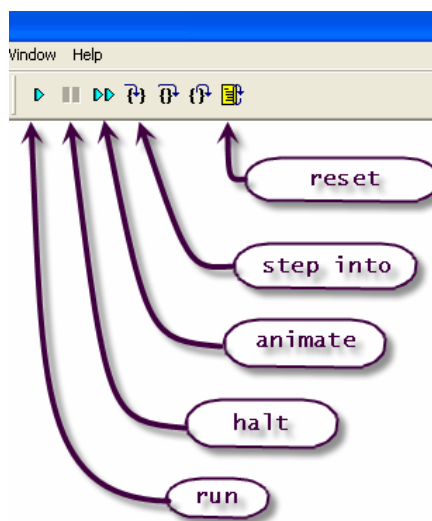 Window Help
reset
step into
animate
halt
run